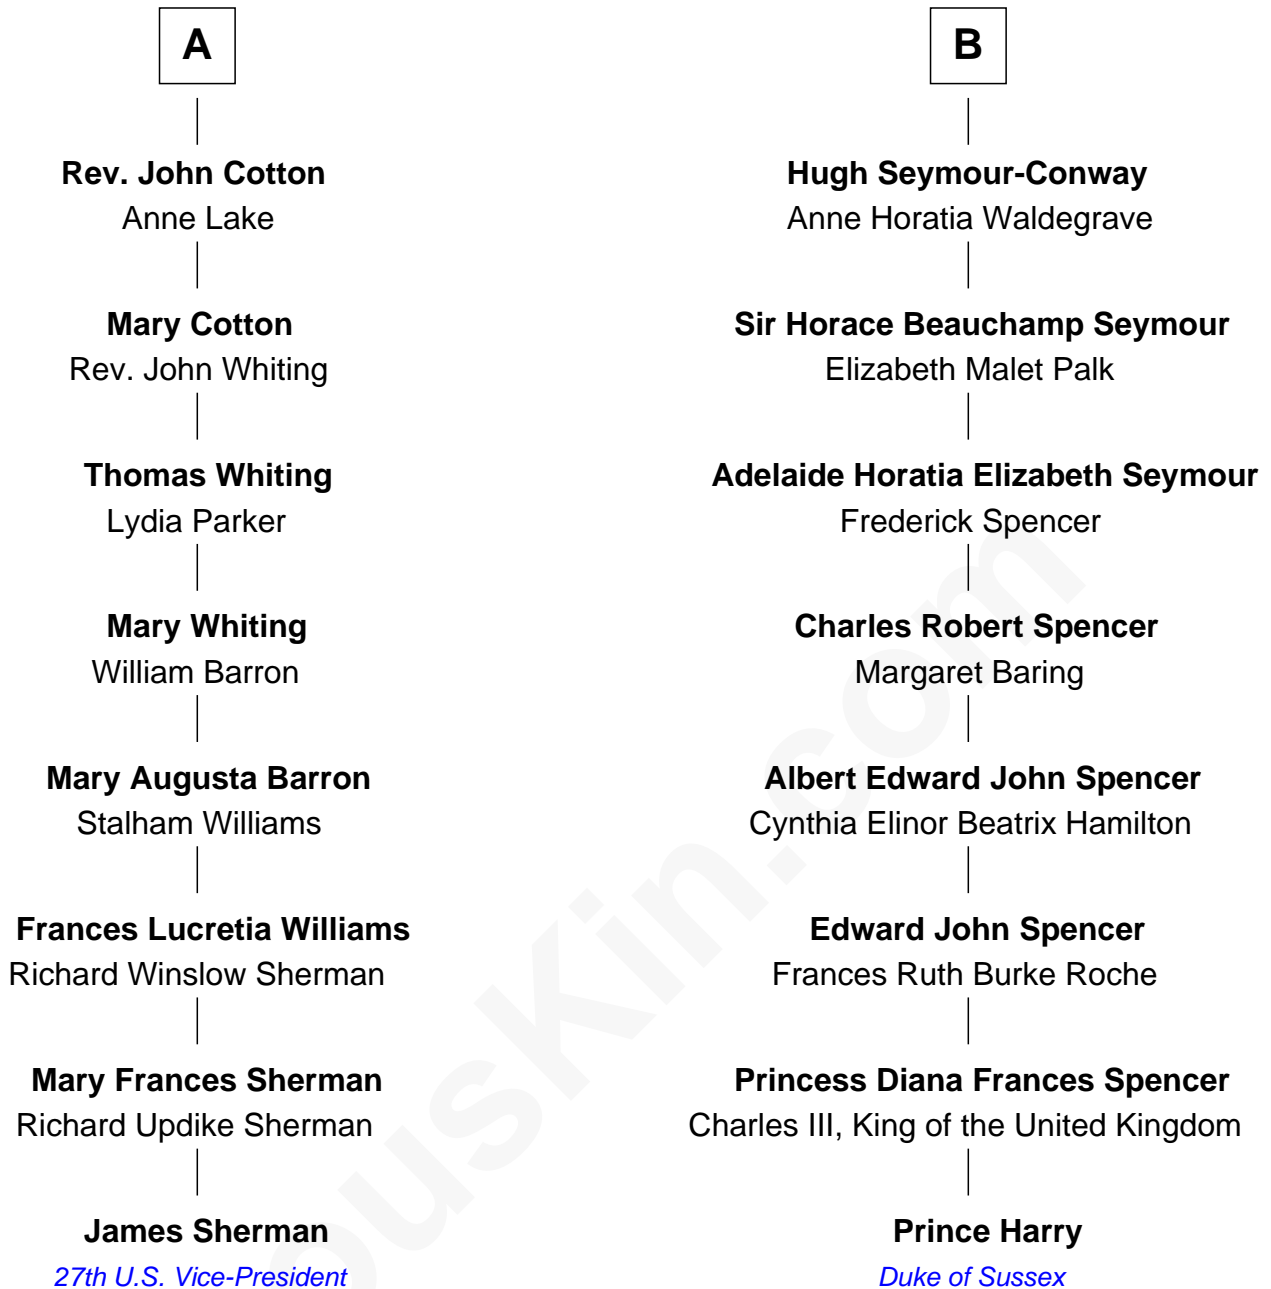 A
Rev. John Cotton
Anne Lake
Mary Cotton
Rev. John Whiting
Thomas Whiting
Lydia Parker
Mary Whiting
William Barron
Mary Augusta Barron
Stalham Williams
Frances Lucretia Williams
Richard Winslow Sherman
Mary Frances Sherman
Richard Updike Sherman
James Sherman
27th U.S. Vice-President
B
Hugh Seymour-Conway
Anne Horatia Waldegrave
Sir Horace Beauchamp Seymour
Elizabeth Malet Palk
Adelaide Horatia Elizabeth Seymour
Frederick Spencer
Charles Robert Spencer
Margaret Baring
Albert Edward John Spencer
Cynthia Elinor Beatrix Hamilton
Edward John Spencer
Frances Ruth Burke Roche
Princess Diana Frances Spencer
Charles III, King of the United Kingdom
Prince Harry
Duke of Sussex
ousKin.com